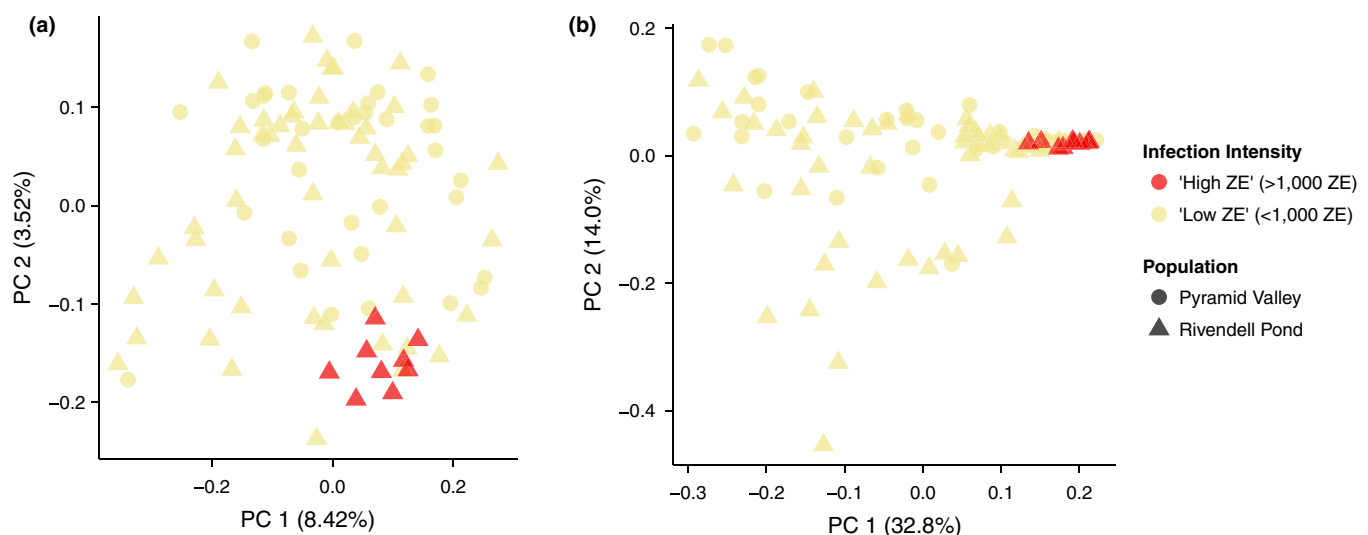 (a)
PC 2 (3.52%)
0.1
0.0
−0.1
−0.2
−0.2
0.0
0.2
PC 1 (8.42%)
(b)
PC 2 (14.0%)
0.2
0.0
−0.2
−0.4
−0.3
−0.2
−0.1
0.0
0.1
0.2
PC 1 (32.8%)
Infection Intensity
'High ZE' (>1,000 ZE)
'Low ZE' (<1,000 ZE)
Population
Pyramid Valley
Rivendell Pond